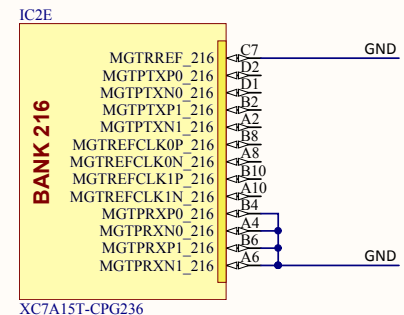 IC2E
BANK 216
MGTRREF_216 C7 GND
MGTPTXP0_216 D2
MGTPTXN0_216 D1
MGTPTXP1_216 B2
MGTPTXN1_216 A2
MGTREFCLK0P_216 B8
MGTREFCLK0N_216 A8
MGTREFCLK1P_216 B10
MGTREFCLK1N_216 A10
MGTPRXP0_216 B4
MGTPRXN0_216 A4
MGTPRXP1_216 B6
MGTPRXN1_216 A6 GND
XC7A15T-CPG236